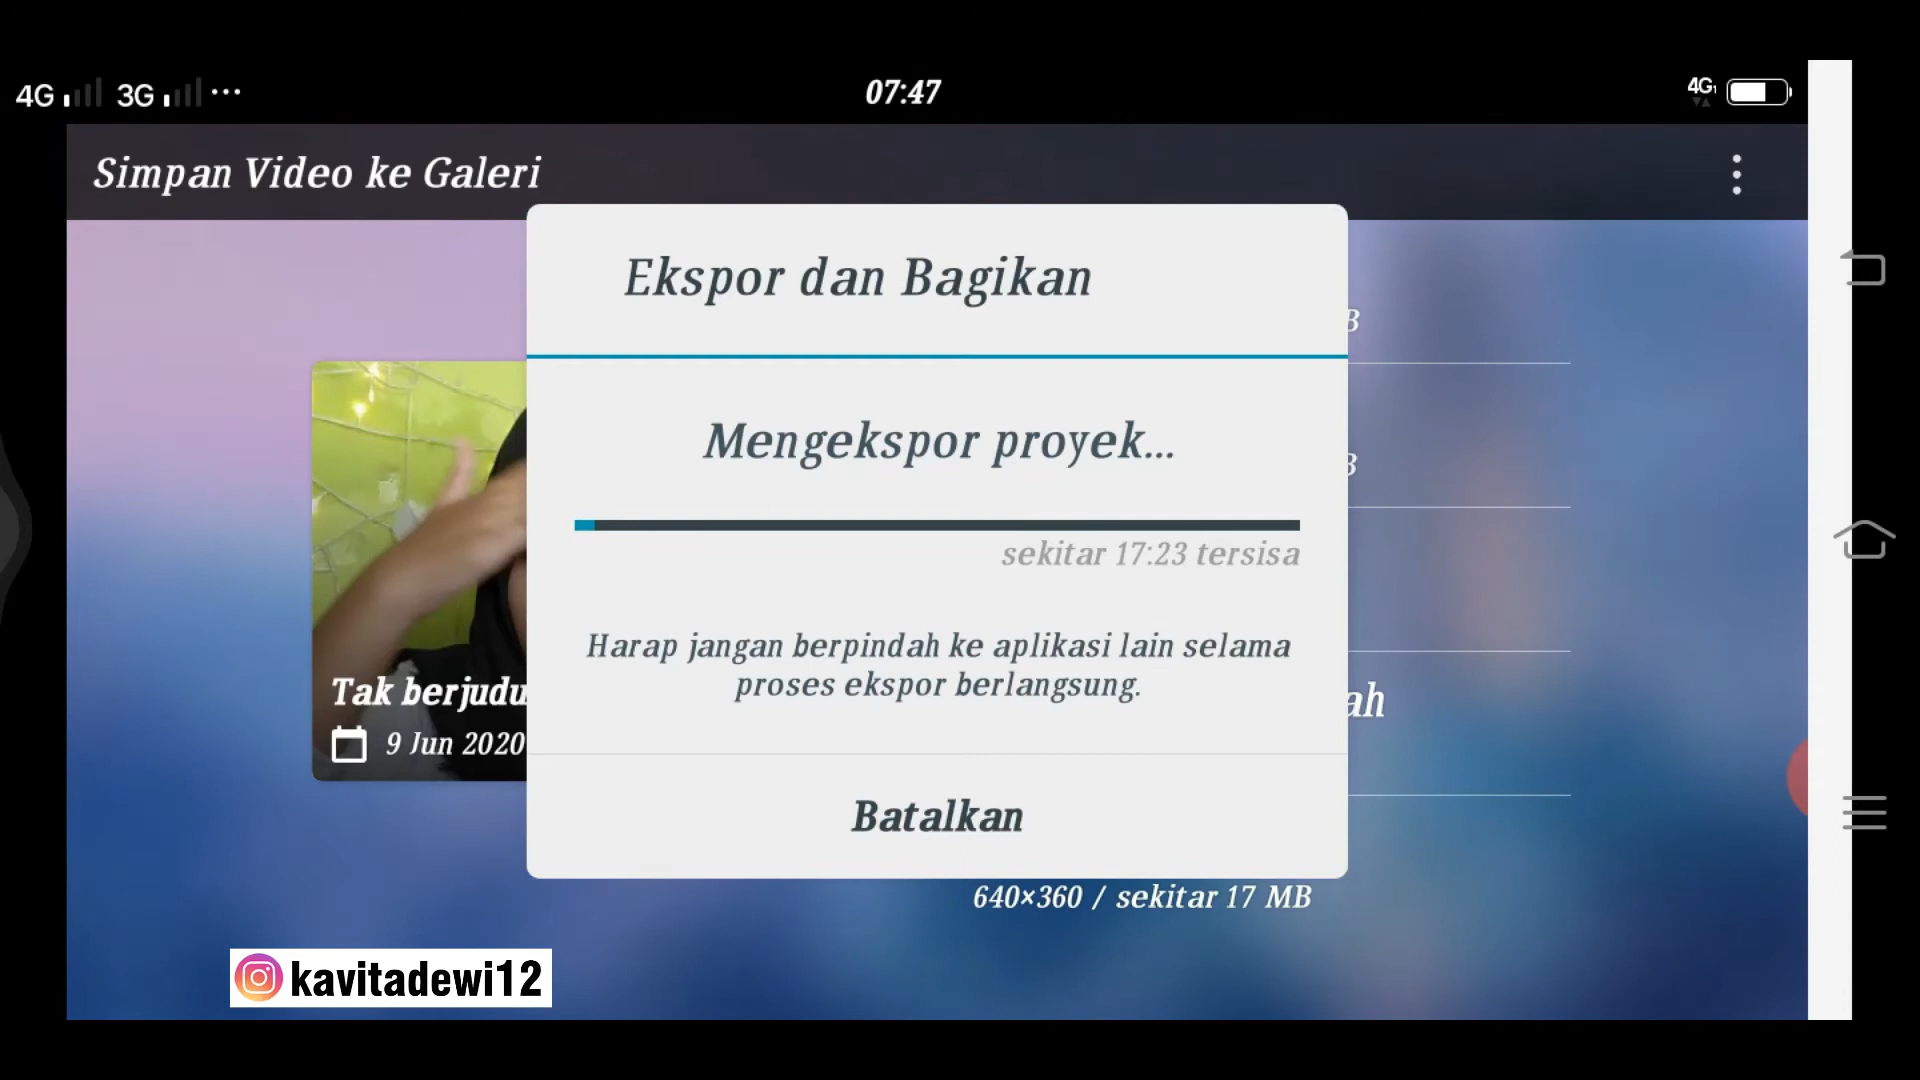 4G 3G ... 07:47 4G
Simpan Video ke Galeri
Ekspor dan Bagikan
B
Mengekspor proyek...
B
sekitar 17:23 tersisa
Harap jangan berpindah ke aplikasi lain selama
proses ekspor berlangsung.
Tak berjudu
ah
9 Jun 2020
Batalkan
640×360 / sekitar 17 MB
kavitadewi12